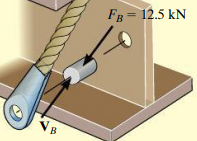 F_B = 12.5 kN
V_B